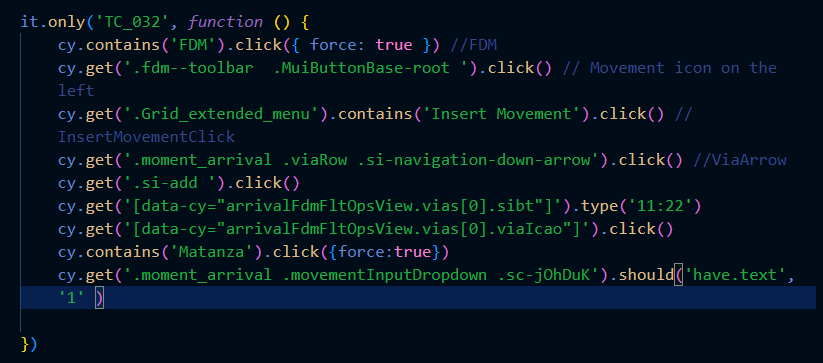 it.only('TC_032', function () {
cy.contains('FDM').click({ force: true }) //FDM
cy.get('.fdm--toolbar  .MuiButtonBase-root ').click() // Movement icon on the
left
cy.get('.Grid_extended_menu').contains('Insert Movement').click() //
InsertMovementClick
cy.get('.moment_arrival .viaRow .si-navigation-down-arrow').click() //ViaArrow
cy.get('.si-add ').click()
cy.get('[data-cy="arrivalFdmFltOpsView.vias[0].sibt"]').type('11:22')
cy.get('[data-cy="arrivalFdmFltOpsView.vias[0].viaIcao"]').click()
cy.contains('Matanza').click({force:true})
cy.get('.moment_arrival .movementInputDropdown .sc-jOhDuK').should('have.text',
'1' )
})